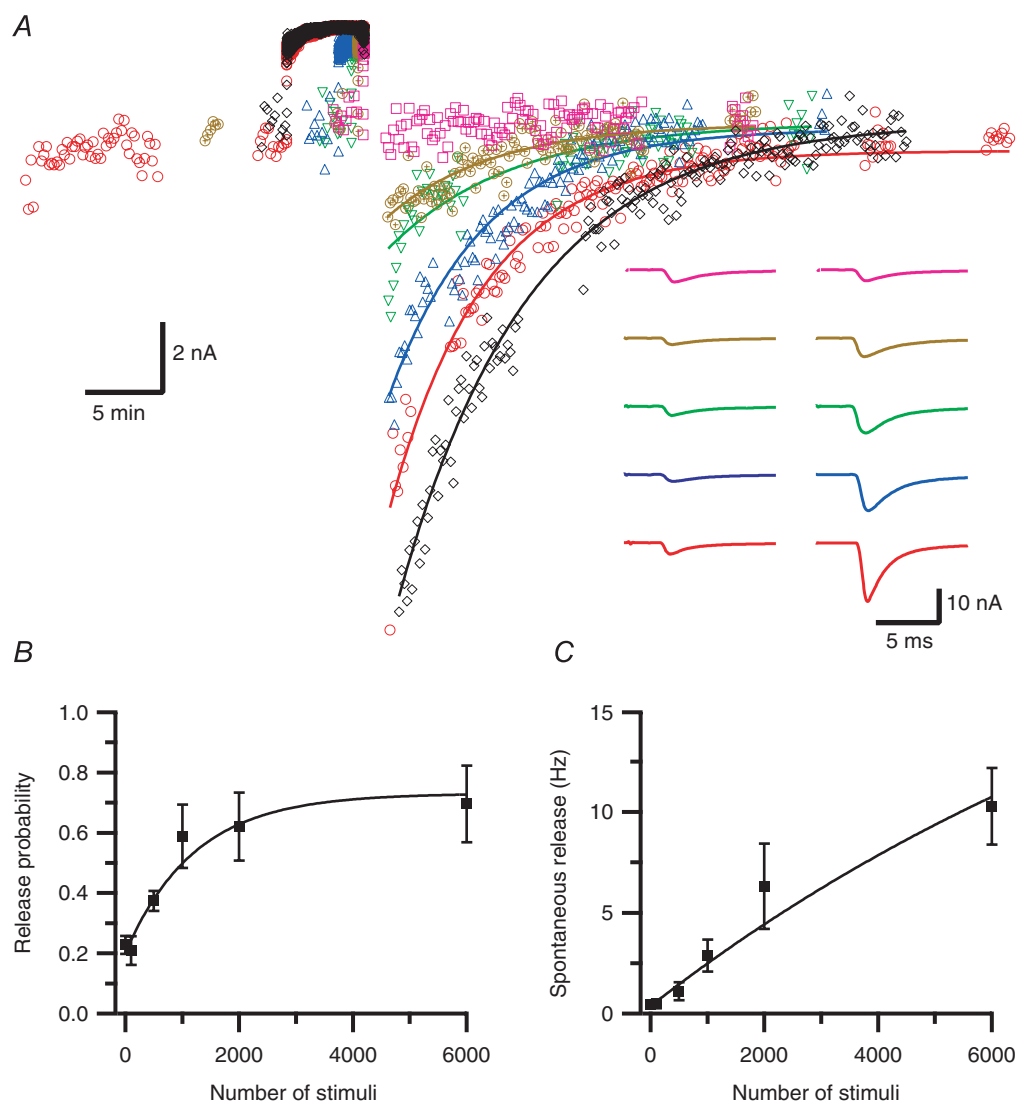 A
2 nA
5 min
10 nA
5 ms
B
Release probability
1.0
0.8
0.6
0.4
0.2
0.0
0
2000
4000
6000
Number of stimuli
C
Spontaneous release (Hz)
15
10
5
0
0
2000
4000
6000
Number of stimuli